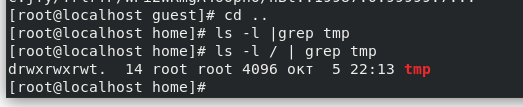 [root@localhost guest]# cd ..
[root@localhost home]# ls -l |grep tmp
[root@localhost home]# ls -l / | grep tmp
drwxrwxrwt.  14 root root 4096 окт  5 22:13 tmp
[root@localhost home]#